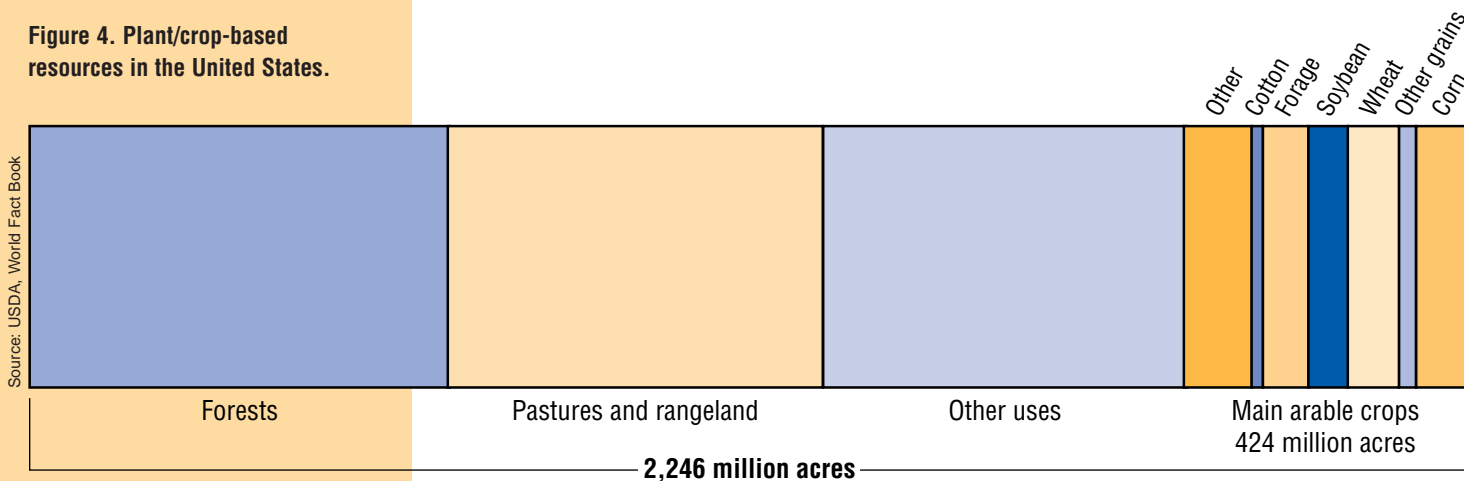 Figure 4. Plant/crop-based
resources in the United States.
Other
Cotton
Forage
Soybean
Wheat
Other grains
Corn
Source: USDA, World Fact Book
Forests
Pastures and rangeland
Other uses
Main arable crops
424 million acres
2,246 million acres